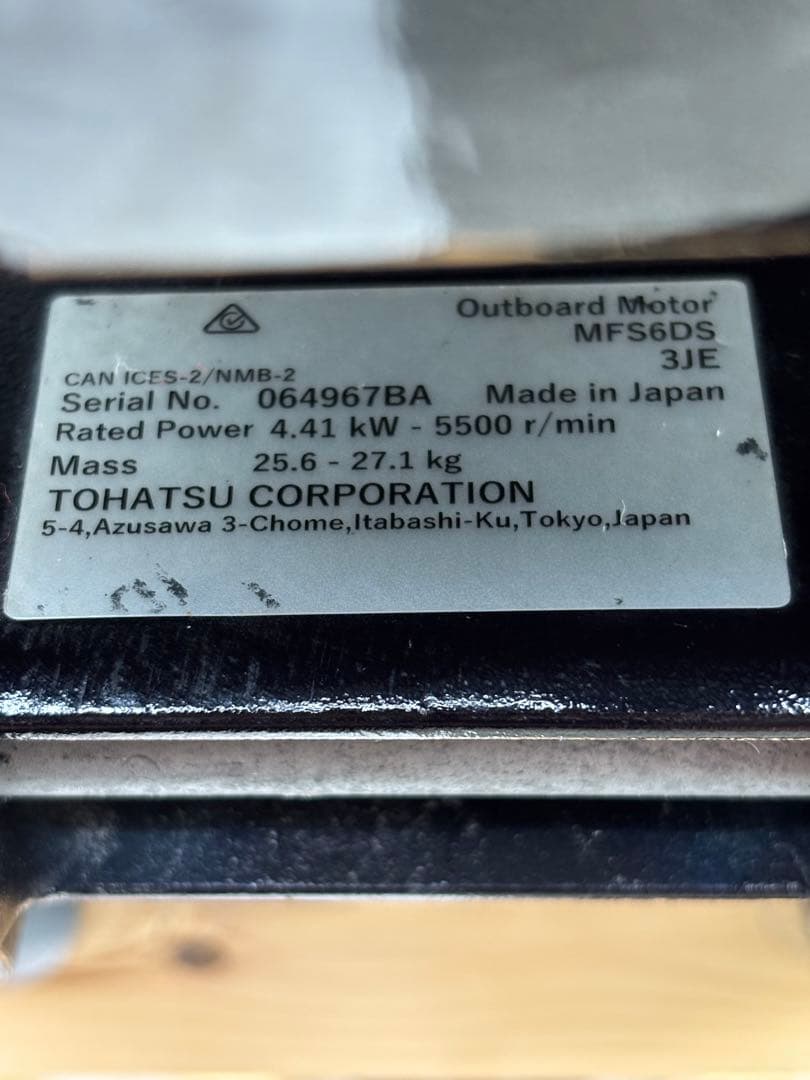 Outboard Motor
MFS6DS
3JE
CAN ICES-2/NMB-2
Serial No. 064967BA Made in Japan
Rated Power 4.41 kW - 5500 r/min
Mass 25.6 - 27.1 kg
TOHATSU CORPORATION
5-4,Azusawa 3-Chome,Itabashi-Ku,Tokyo,Japan